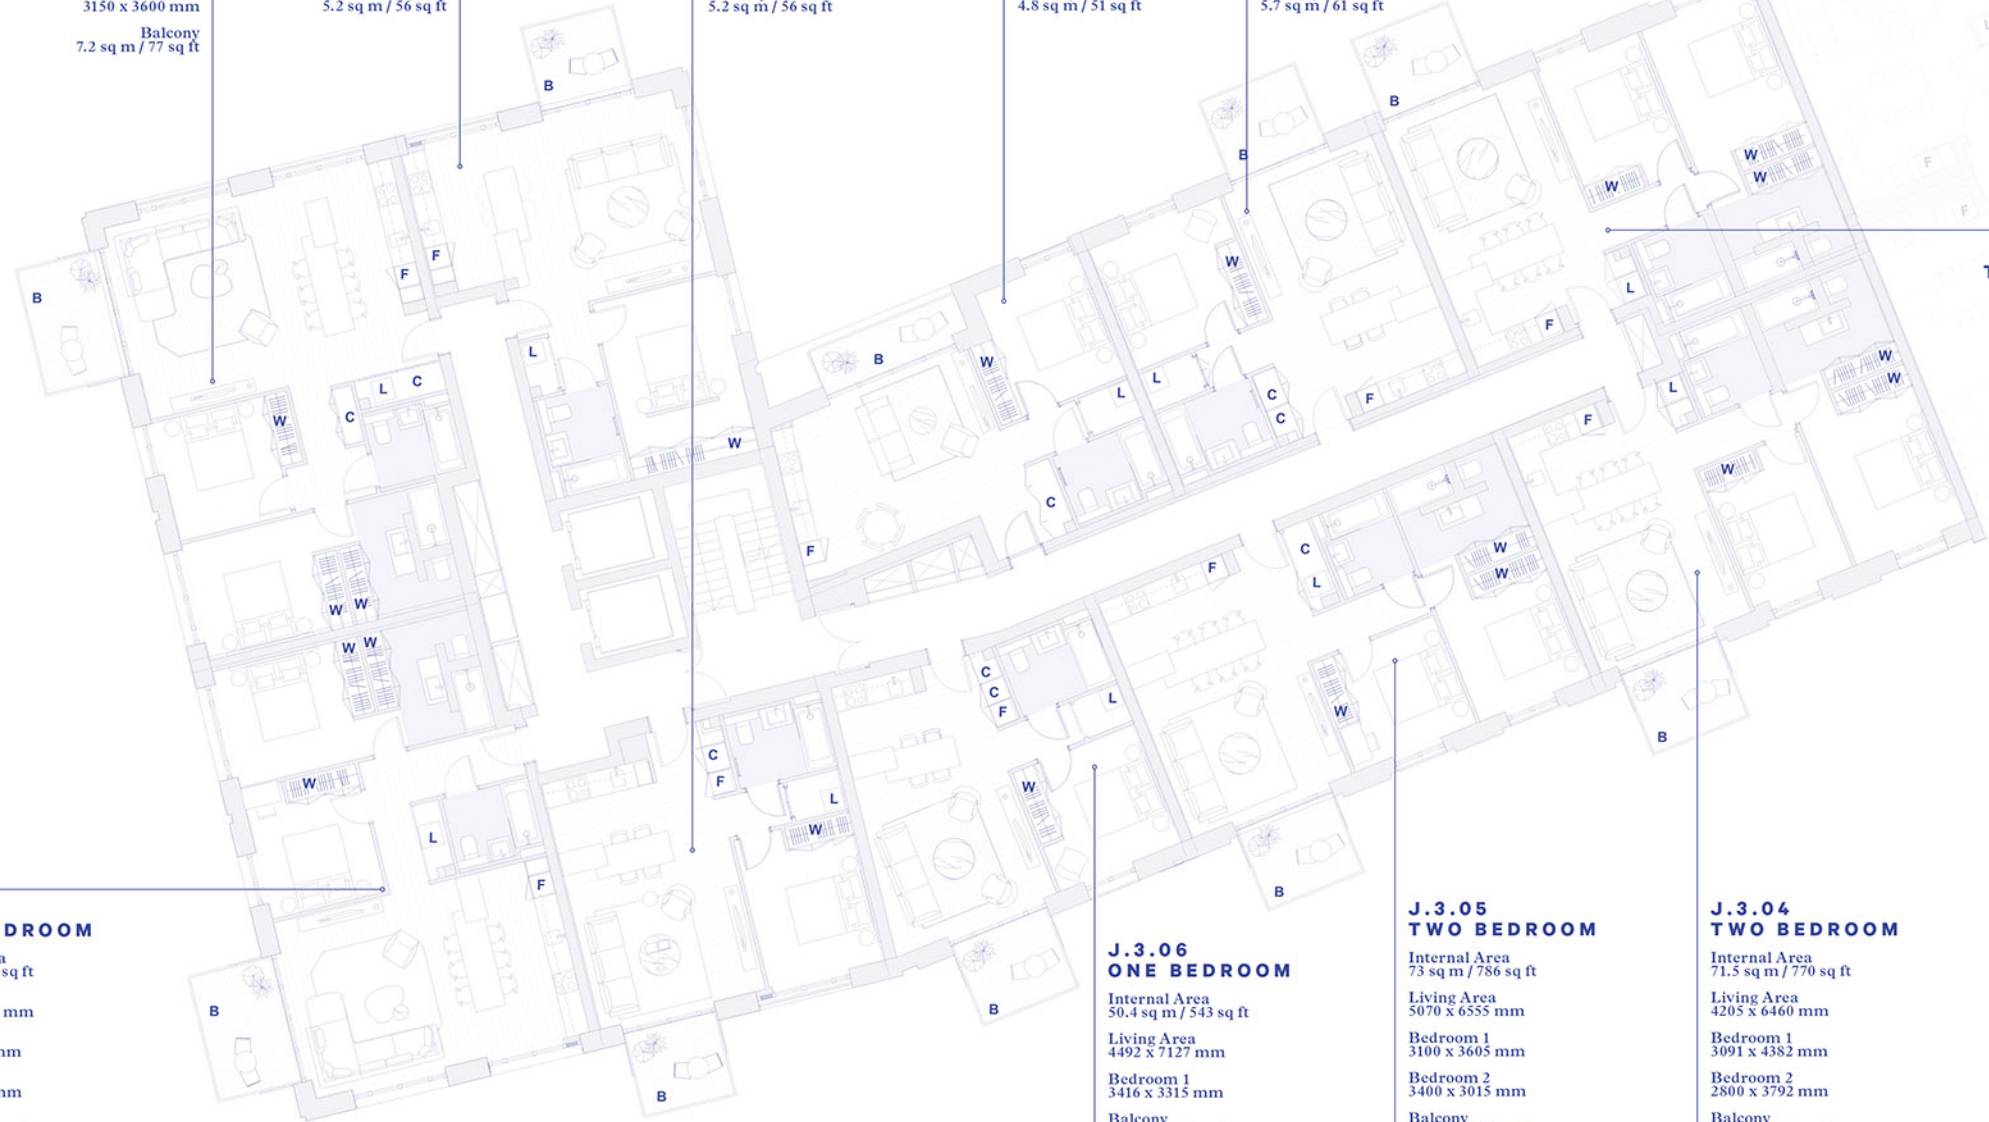 3150 x 3600 mm
Balcony
7.2 sq m / 77 sq ft
5.2 sq m / 56 sq ft
5.2 sq m / 56 sq ft
4.8 sq m / 51 sq ft
5.7 sq m / 61 sq ft
B
B
B
B
W
W
W
F
F
W
B
L
F
L
B
W
L
L
C
W
W
L
L
C
F
C
W
C
C
F
W
W
C
F
C
W
L
W
W
W
W
W
C
C
F
L
W
B
W
C
F
L
W
W
L
F
B
B
B
B
B
DROOM
sq ft
mm
J.3.06
ONE BEDROOM
Internal Area
50.4 sq m / 543 sq ft
Living Area
4492 x 7127 mm
Bedroom 1
3416 x 3315 mm
Balcony
J.3.05
TWO BEDROOM
Internal Area
73 sq m / 786 sq ft
Living Area
5070 x 6555 mm
Bedroom 1
3100 x 3605 mm
Bedroom 2
3400 x 3015 mm
Balcony
J.3.04
TWO BEDROOM
Internal Area
71.5 sq m / 770 sq ft
Living Area
4205 x 6460 mm
Bedroom 1
3091 x 4382 mm
Bedroom 2
2800 x 3792 mm
Balcony